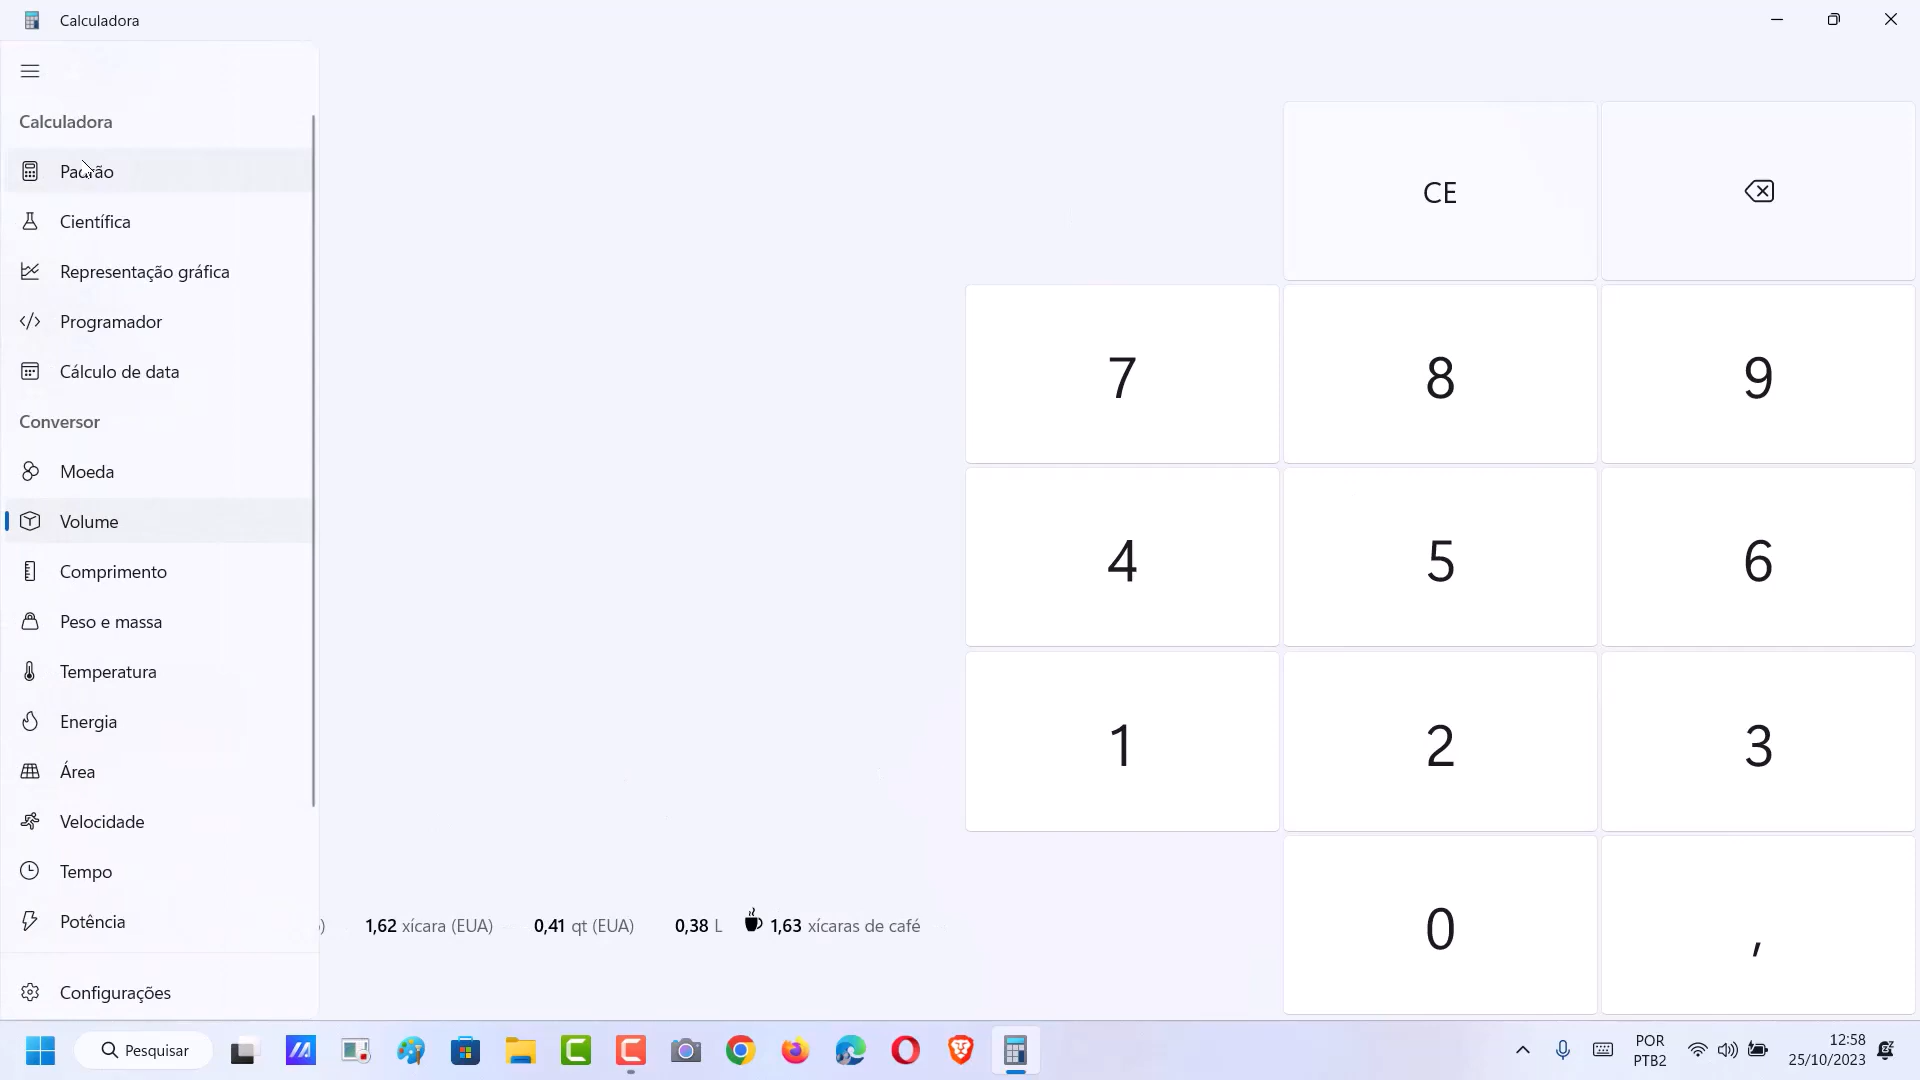 Calculadora
Calculadora
Padrão
Científica
Representação gráfica
Programador
Cálculo de data
Conversor
Moeda
Volume
Comprimento
Peso e massa
Temperatura
Energia
Área
Velocidade
Tempo
Potência
Configurações
CE
7 8 9
4 5 6
1 2 3
0 ,
) 1,62 xícara (EUA) 0,41 qt (EUA) 0,38 L 1,63 xícaras de café
Pesquisar
POR
PTB2
12:58
25/10/2023